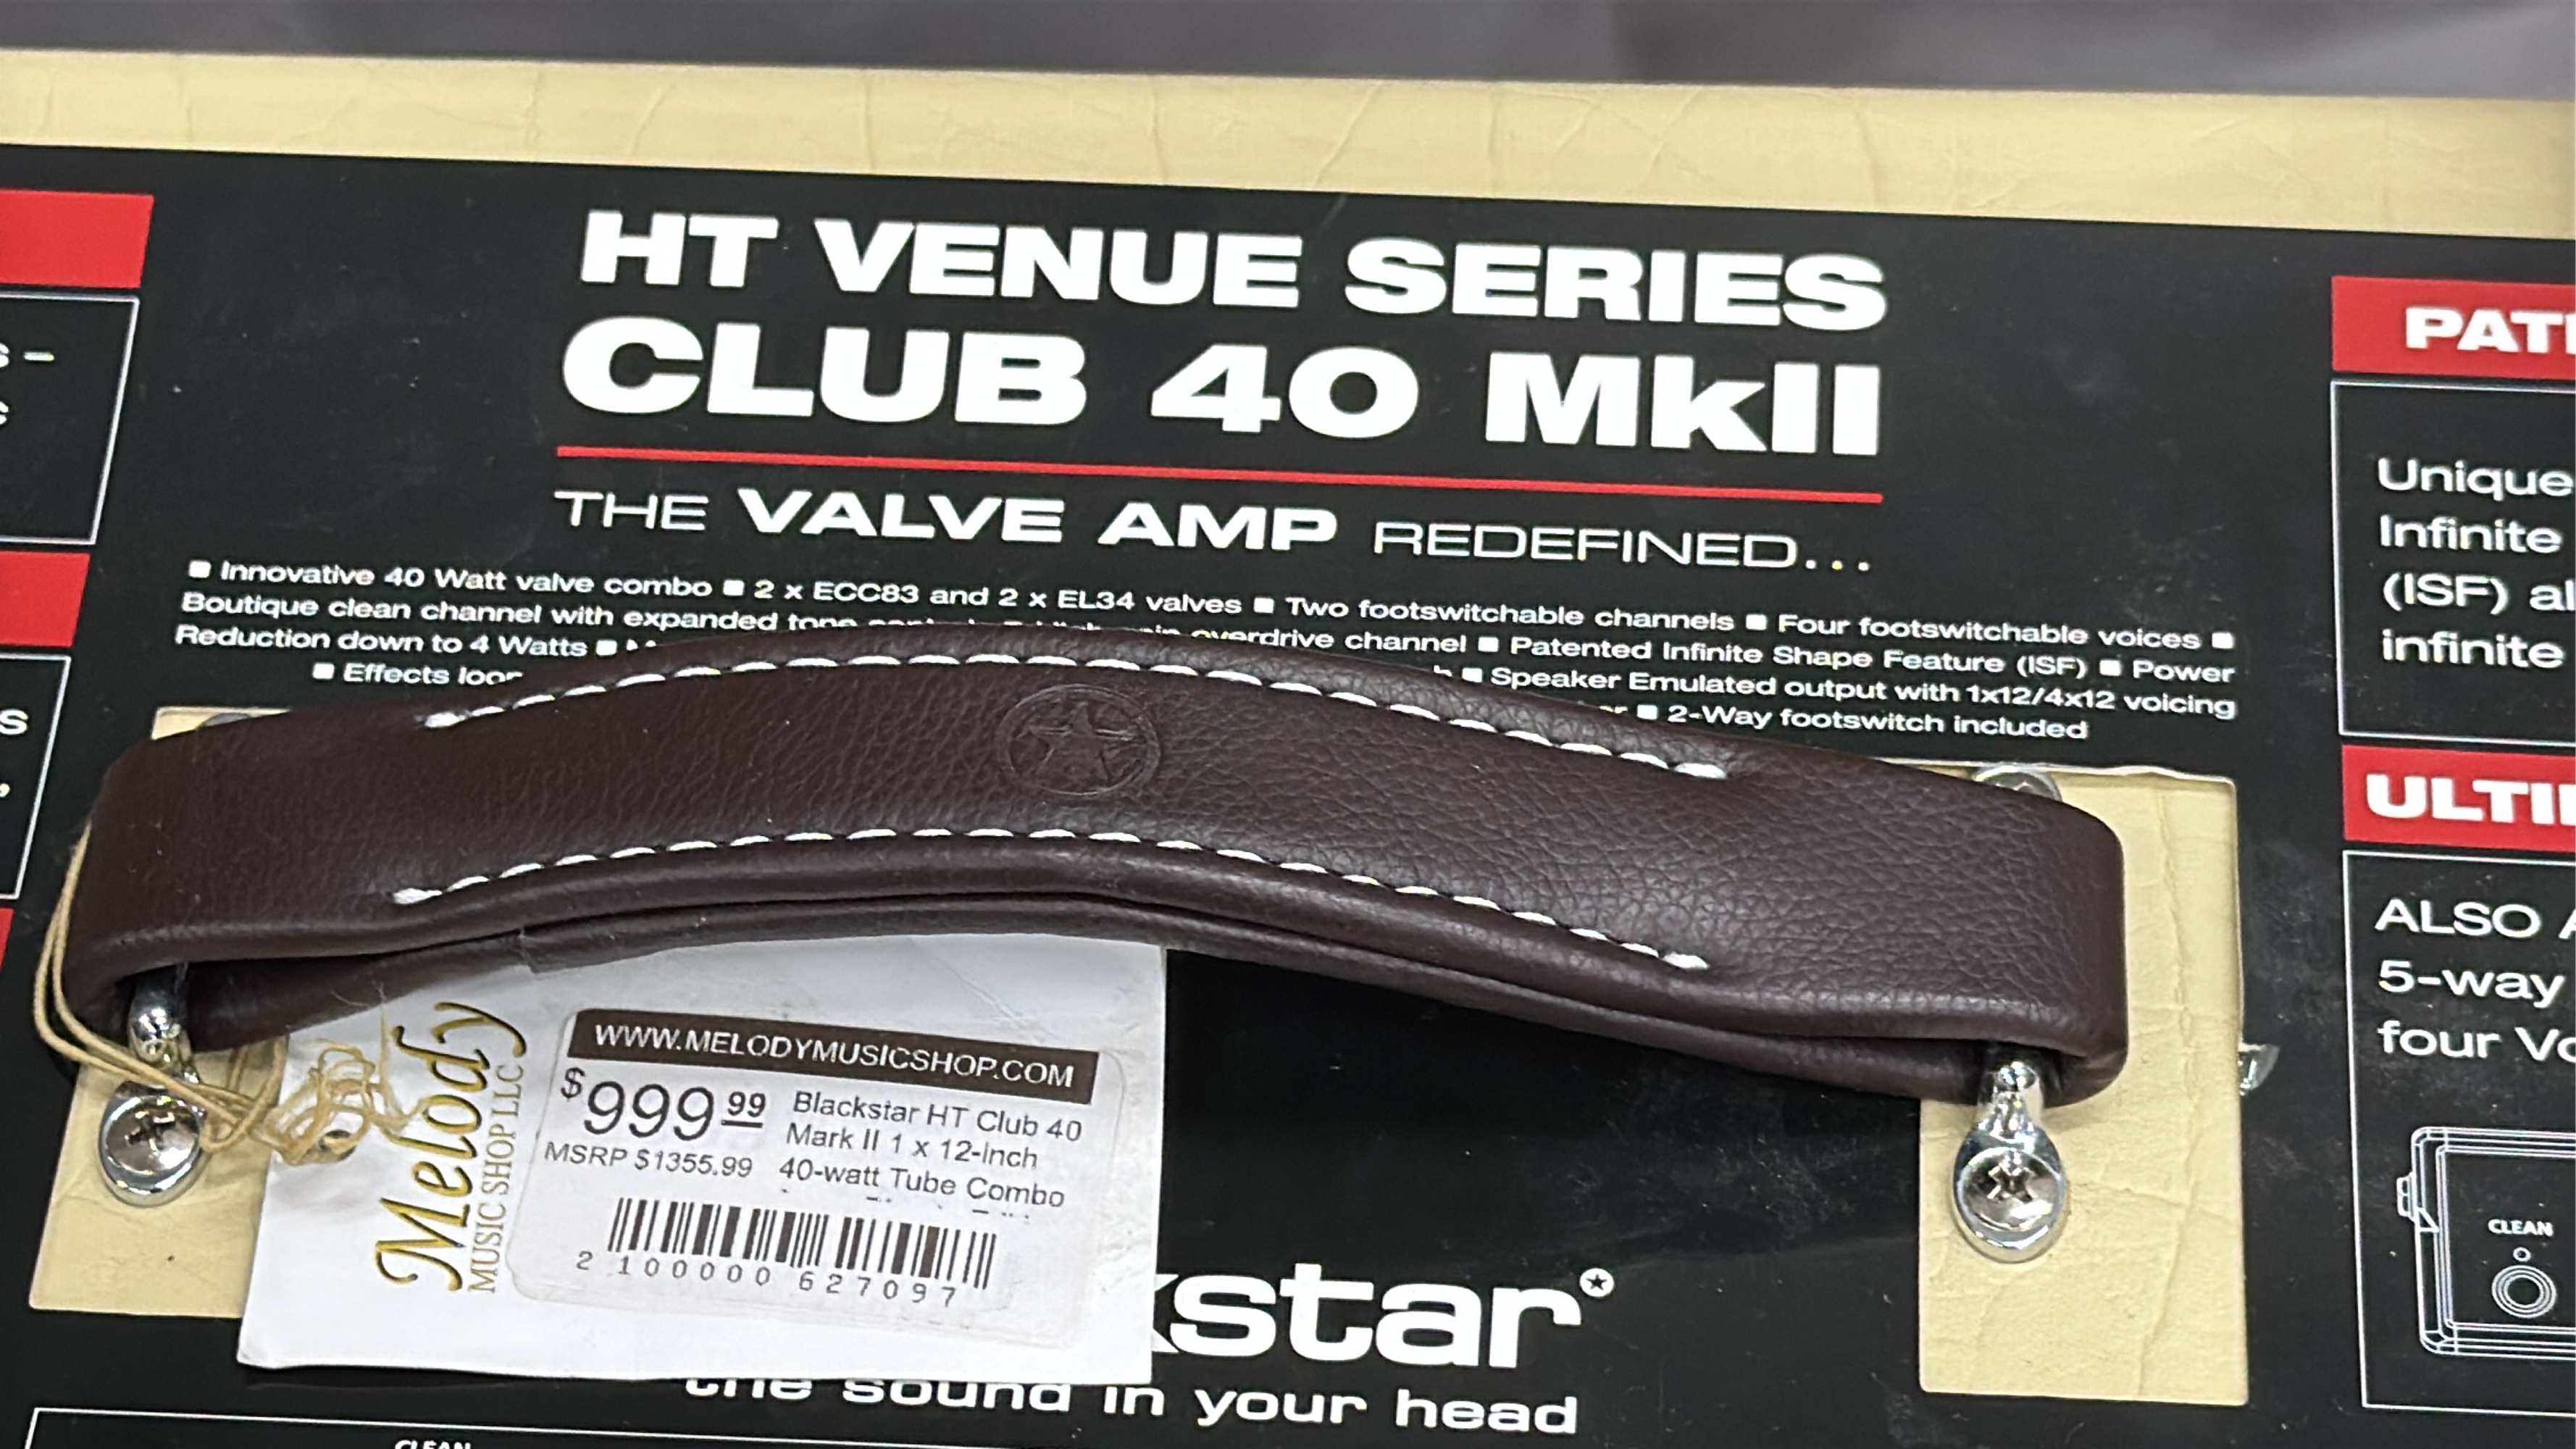 HT VENUE SERIES
CLUB 40 MkII
THE VALVE AMP REDEFINED...
■ Innovative 40 Watt valve combo ■ 2 x ECC83 and 2 x EL34 valves ■ Two footswitchable channels ■ Four footswitchable voices ■
Boutique clean channel with expanded overdrive channel ■ Patented Infinite Shape Feature (ISF) ■ Power
Reduction down to 4 Watts ■ ■ Speaker Emulated output with 1x12/4x12 voicing
■ Effects loop ■ 2-Way footswitch included
PAT
Unique
Infinite
(ISF)
infinite
ULTI
ALSO
5-way
four
CLEAN
Melody
MUSIC SHOP LLC
WWW.MELODYMUSICSHOP.COM
$999.99
MSRP $1355.99
Blackstar HT Club 40
Mark II 1 x 12-inch
40-watt Tube Combo
2 100000 627097
kstar
the sound in your head
CLEAN